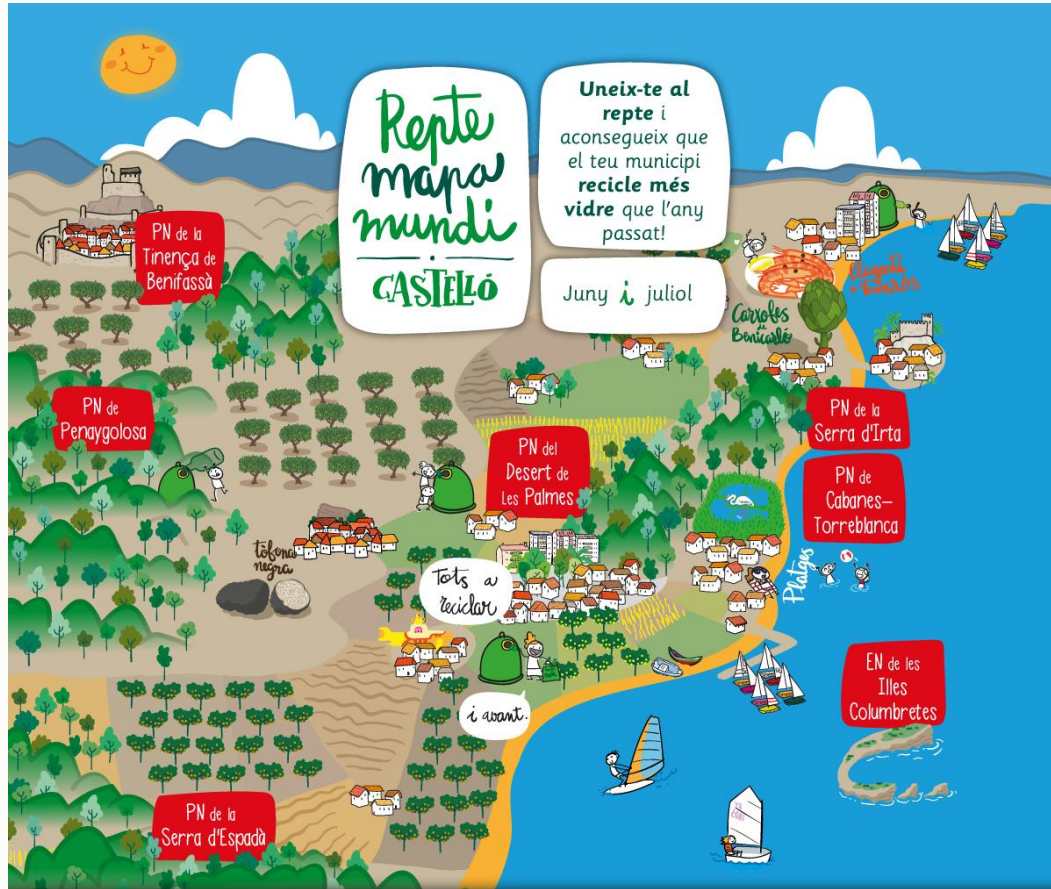 Repte
mapa
mundi
CASTELLÓ
Uneix-te al
repte i
aconsegueix que
el teu municipi
recicle més
vidre que l'any
passat!
Juny i juliol
PN de la
Tinença de
Benifassà
Llagostí
de Vinaròs
Carxofes
de
Benicarló
PN de
Penyagolosa
PN de la
Serra d'Irta
PN del
Desert de
Les Palmes
PN de
Cabanes-
Torreblanca
tòfona
negra
Platges
Tots a
reciclar
EN de les
Illes
Columbretes
i avant.
PN de la
Serra d'Espadà